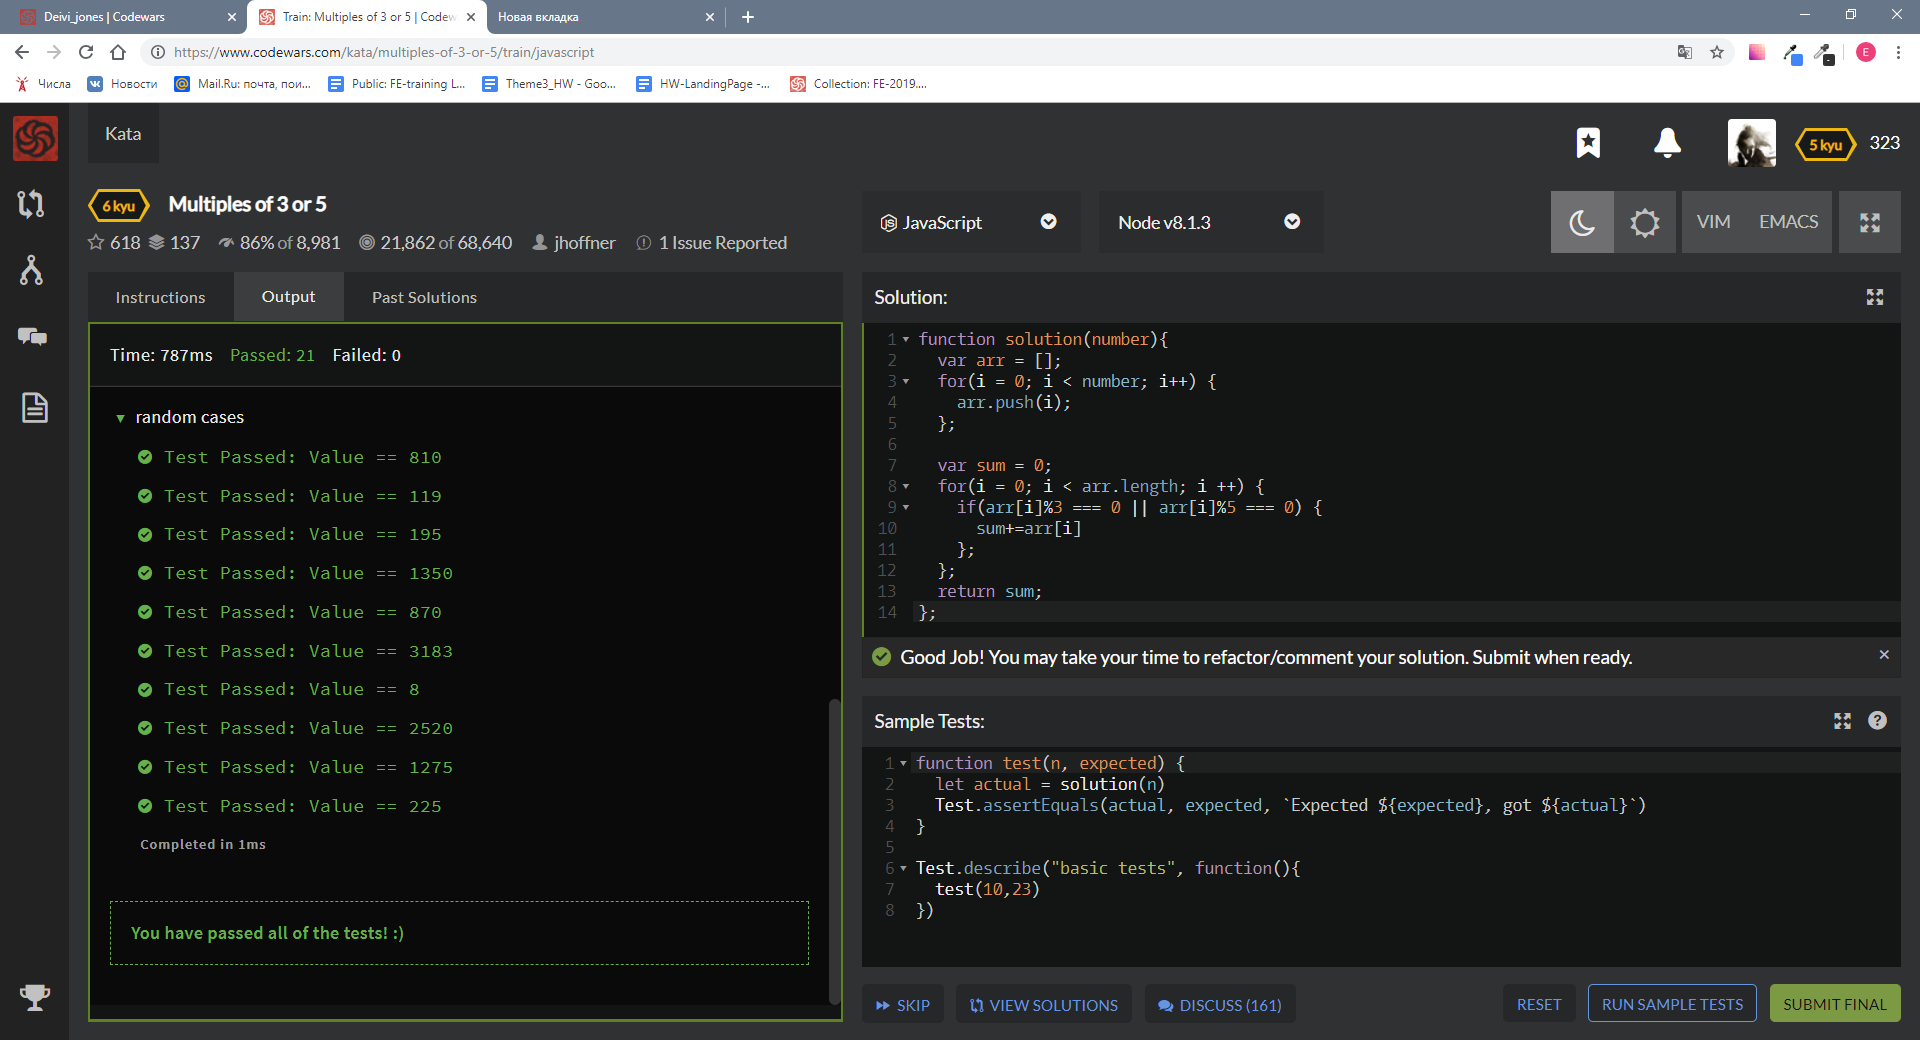 Deivi_jones | Codewars
Train: Multiples of 3 or 5 | Codew
Новая вкладка
https://www.codewars.com/kata/multiples-of-3-or-5/train/javascript
E
Числа
Новости
Mail.Ru: почта, пои...
Public: FE-training L...
Theme3_HW - Goo...
HW-LandingPage -...
Collection: FE-2019....
Kata
5 kyu
323
6 kyu
Multiples of 3 or 5
618
137
86% of 8,981
21,862 of 68,640
jhoffner
1 Issue Reported
JavaScript
Node v8.1.3
VIM
EMACS
Instructions
Output
Past Solutions
Time: 787ms Passed: 21 Failed: 0
random cases
Test Passed: Value == 810
Test Passed: Value == 119
Test Passed: Value == 195
Test Passed: Value == 1350
Test Passed: Value == 870
Test Passed: Value == 3183
Test Passed: Value == 8
Test Passed: Value == 2520
Test Passed: Value == 1275
Test Passed: Value == 225
Completed in 1ms
You have passed all of the tests! :)
Solution:
1 function solution(number){
2 var arr = [];
3 for(i = 0; i < number; i++) {
4 arr.push(i);
5 };
6
7 var sum = 0;
8 for(i = 0; i < arr.length; i ++) {
9 if(arr[i]%3 === 0 || arr[i]%5 === 0) {
10 sum+=arr[i]
11 };
12 };
13 return sum;
14 };
Good Job! You may take your time to refactor/comment your solution. Submit when ready.
Sample Tests:
1 function test(n, expected) {
2 let actual = solution(n)
3 Test.assertEquals(actual, expected, `Expected ${expected}, got ${actual}`)
4 }
5
6 Test.describe("basic tests", function(){
7 test(10,23)
8 })
SKIP
VIEW SOLUTIONS
DISCUSS (161)
RESET
RUN SAMPLE TESTS
SUBMIT FINAL